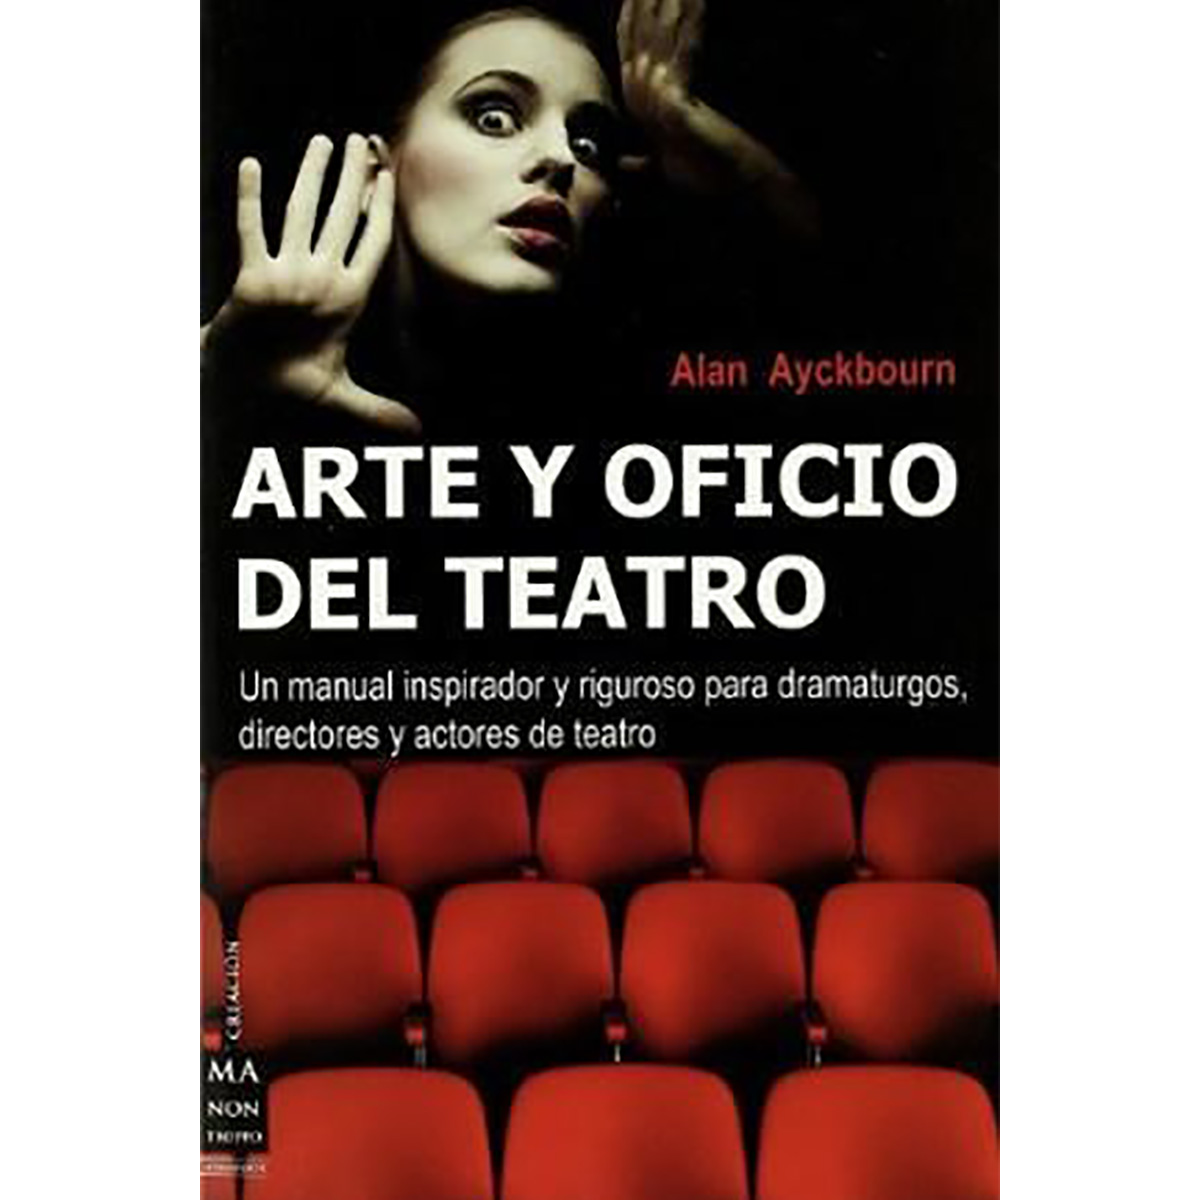 Alan Ayckbourn
ARTE Y OFICIO
DEL TEATRO
Un manual inspirador y riguroso para dramaturgos,
directores y actores de teatro
CREACIÓN
MA
NON
TROPPO